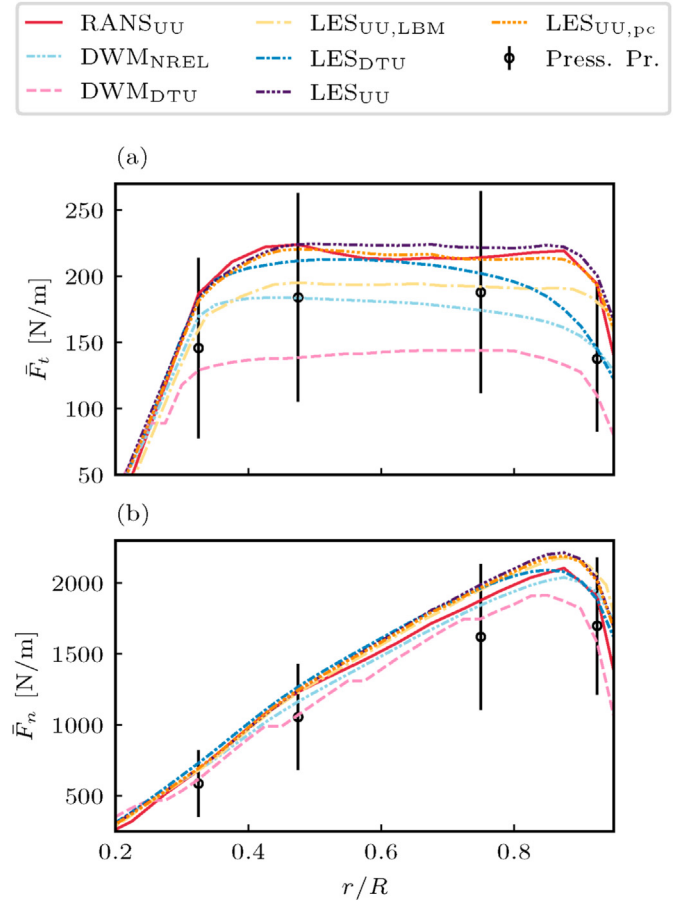 RANS_UU LES_UU,LBM LES_UU,pc
DWM_NREL LES_DTU Press. Pr.
DWM_DTU LES_UU
(a)
250
200
150
100
50
F̄_t [N/m]
(b)
2000
1500
1000
500
F̄_n [N/m]
0.2 0.4 0.6 0.8
r/R